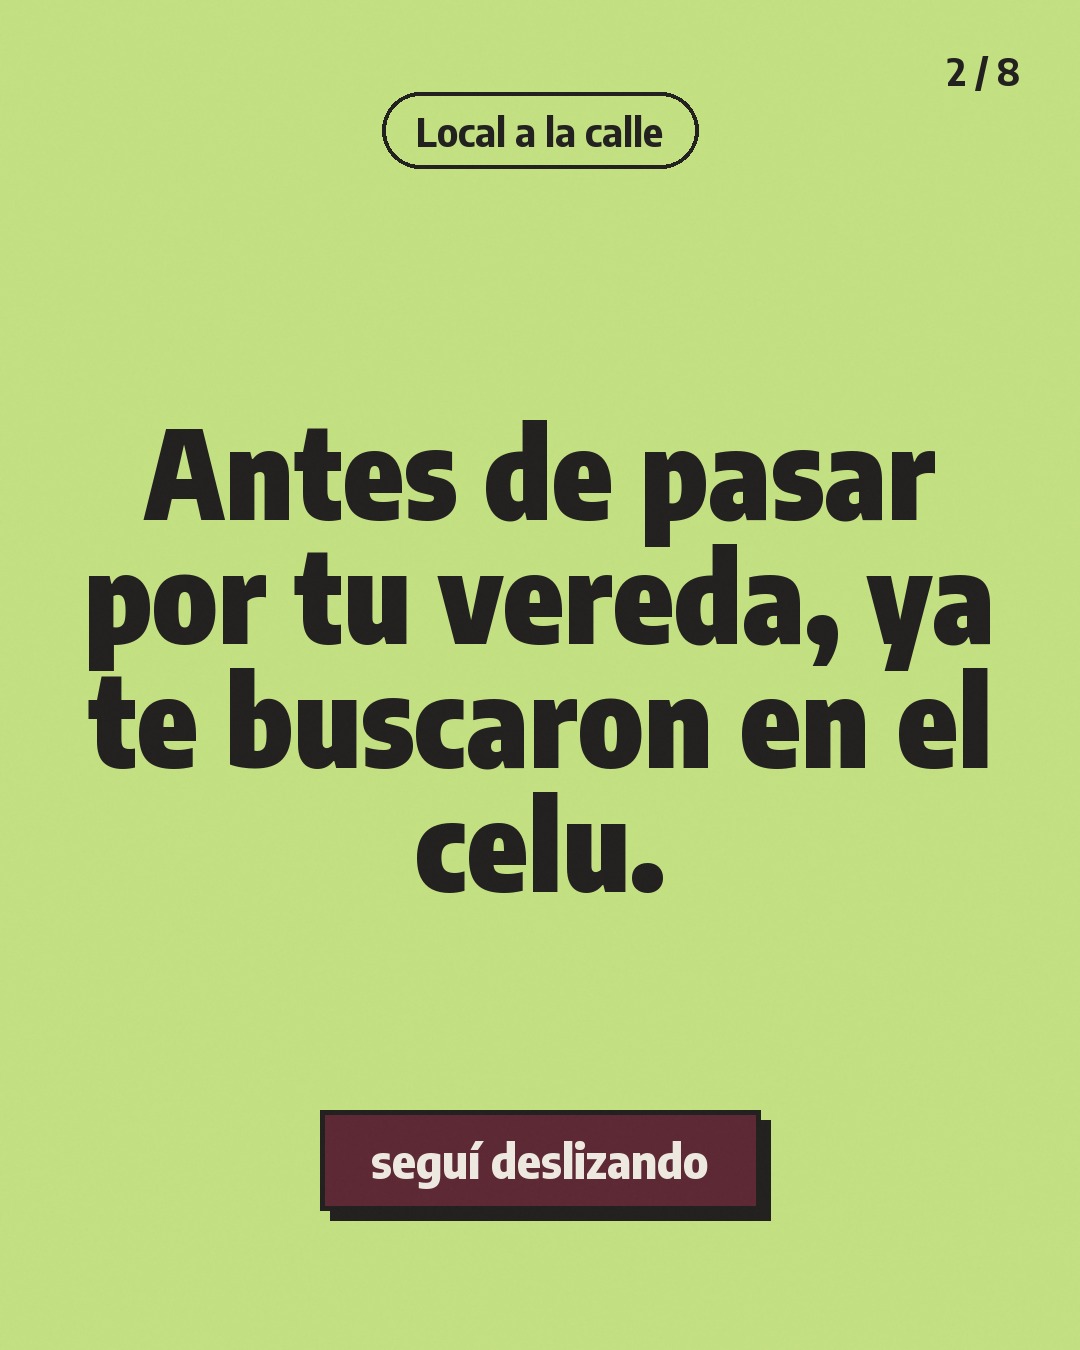 2 / 8
Local a la calle
Antes de pasar
por tu vereda, ya
te buscaron en el
celu.
seguí deslizando